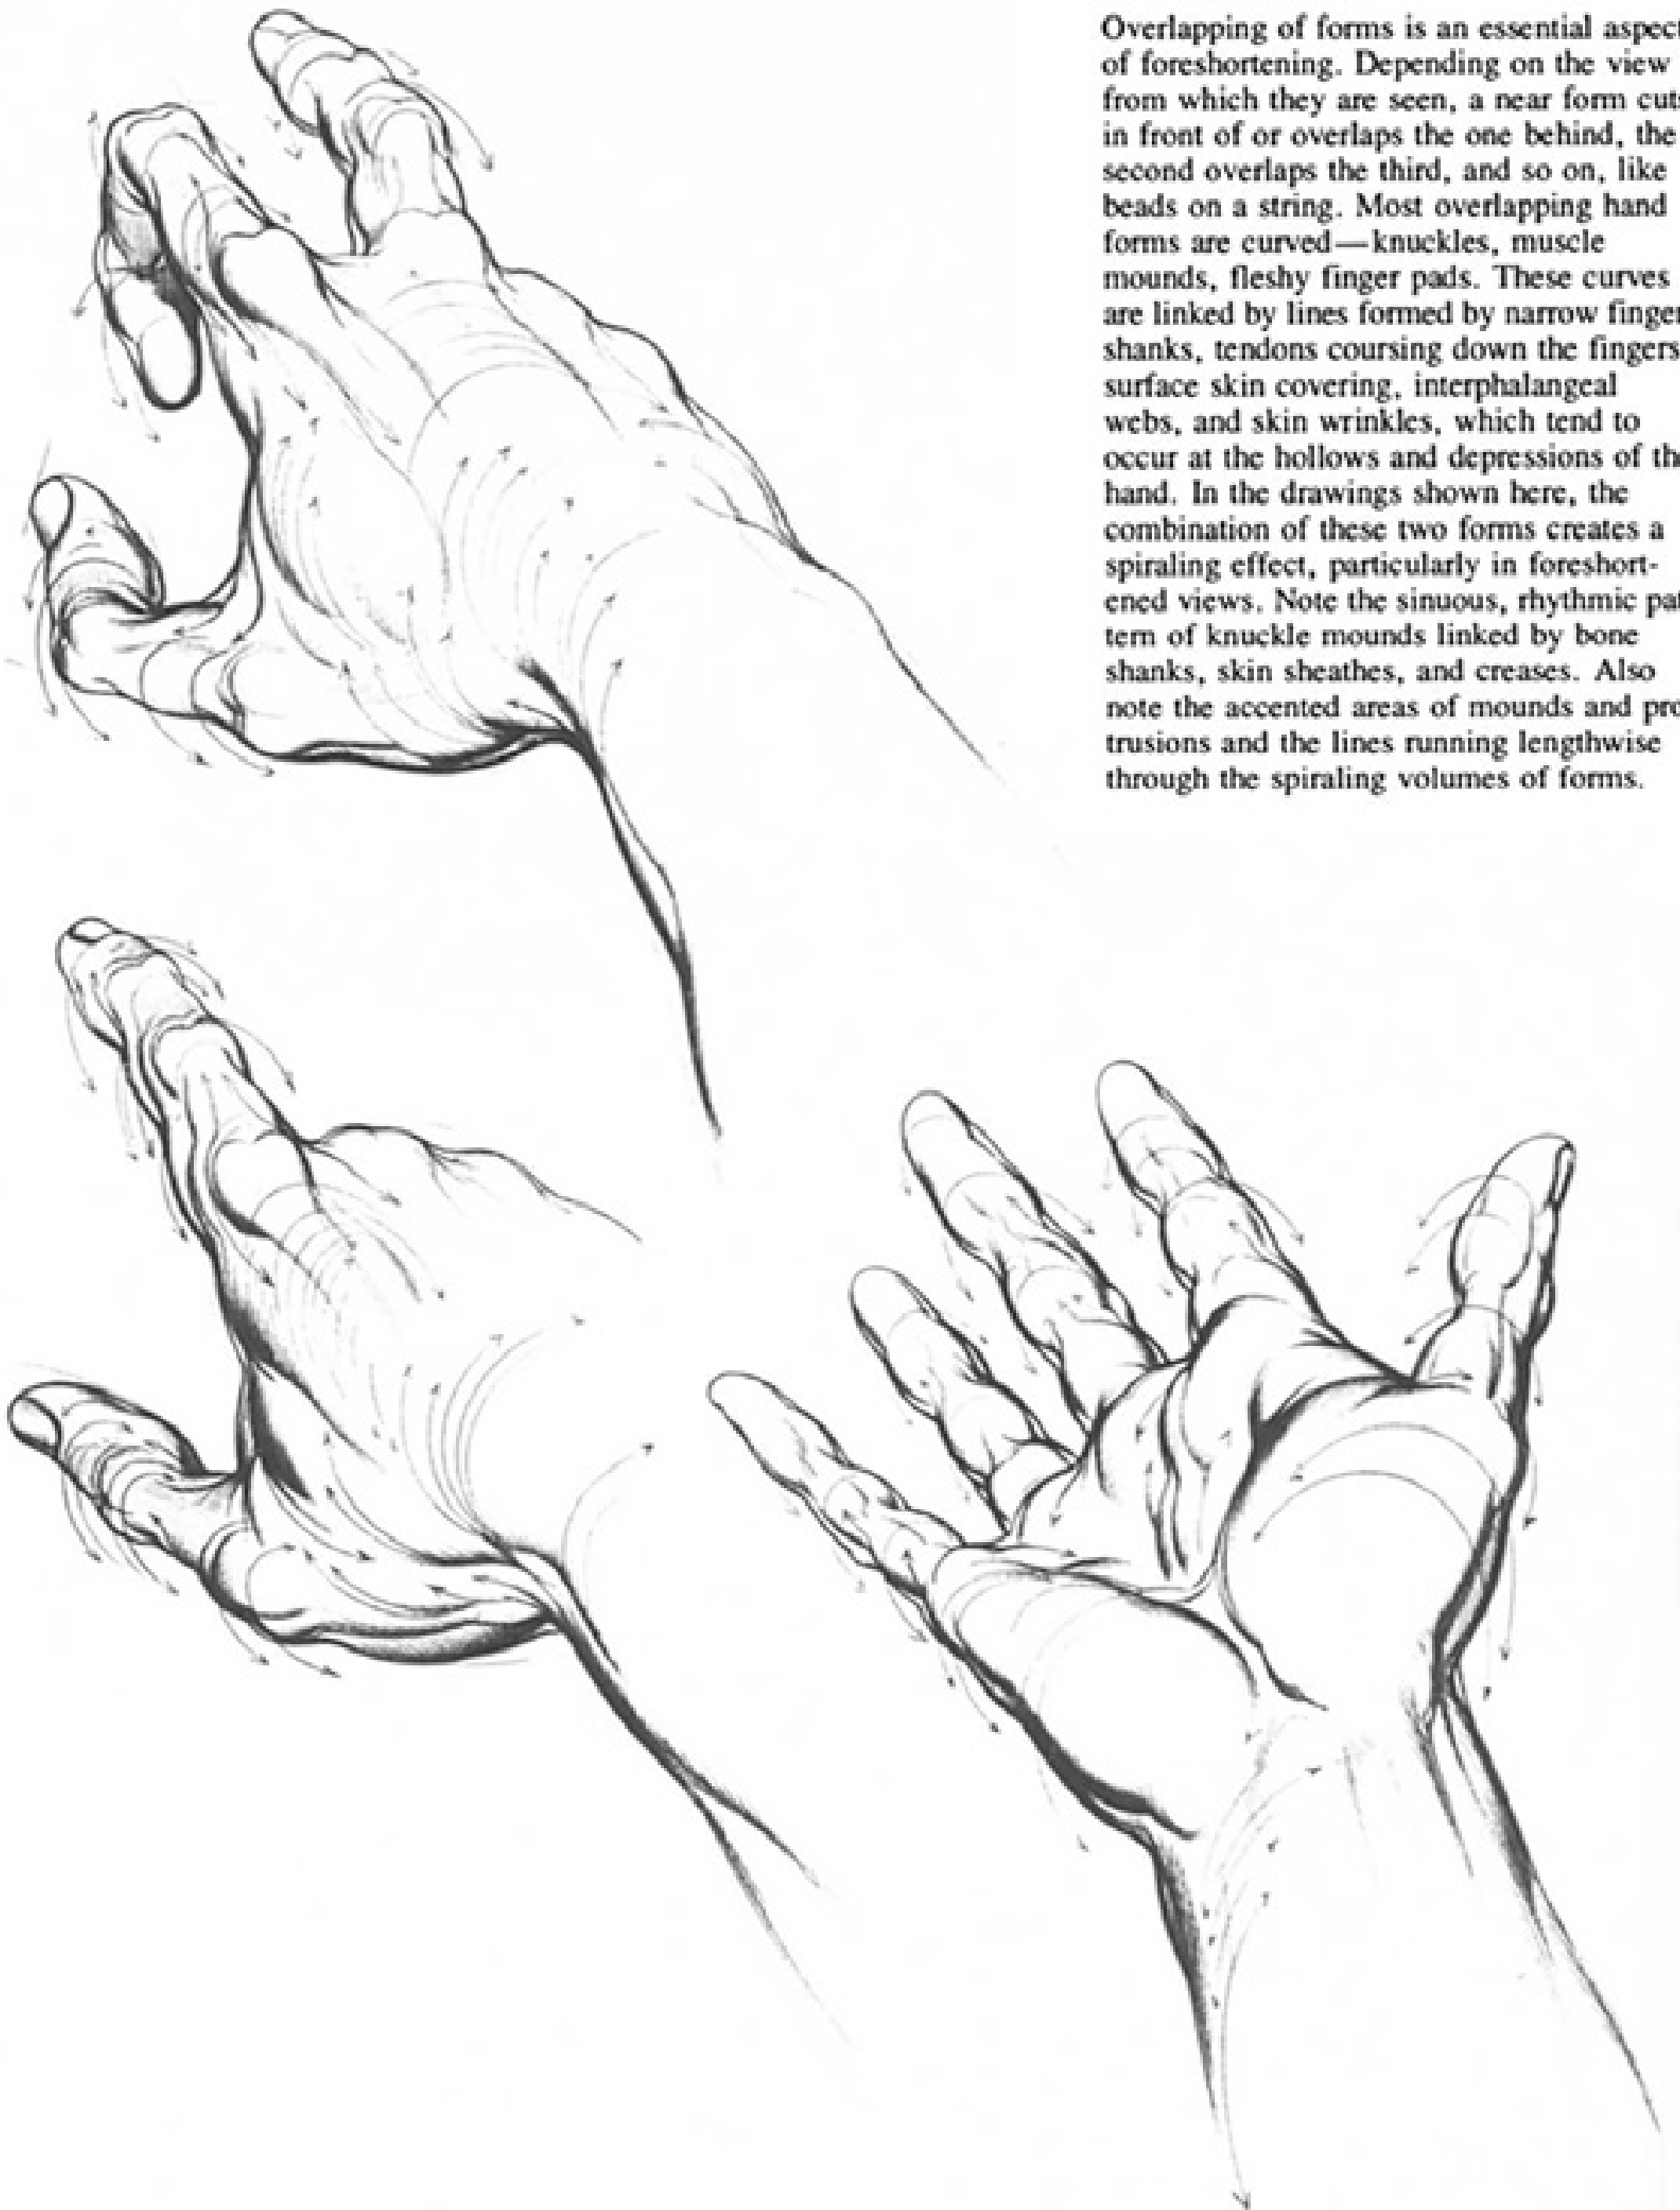 Overlapping of forms is an essential aspect
of foreshortening. Depending on the view
from which they are seen, a near form cuts
in front of or overlaps the one behind, the
second overlaps the third, and so on, like
beads on a string. Most overlapping hand
forms are curved—knuckles, muscle
mounds, fleshy finger pads. These curves
are linked by lines formed by narrow finger
shanks, tendons coursing down the fingers
surface skin covering, interphalangeal
webs, and skin wrinkles, which tend to
occur at the hollows and depressions of the
hand. In the drawings shown here, the
combination of these two forms creates a
spiraling effect, particularly in foreshort-
ened views. Note the sinuous, rhythmic pat
tern of knuckle mounds linked by bone
shanks, skin sheathes, and creases. Also
note the accented areas of mounds and pro
trusions and the lines running lengthwise
through the spiraling volumes of forms.